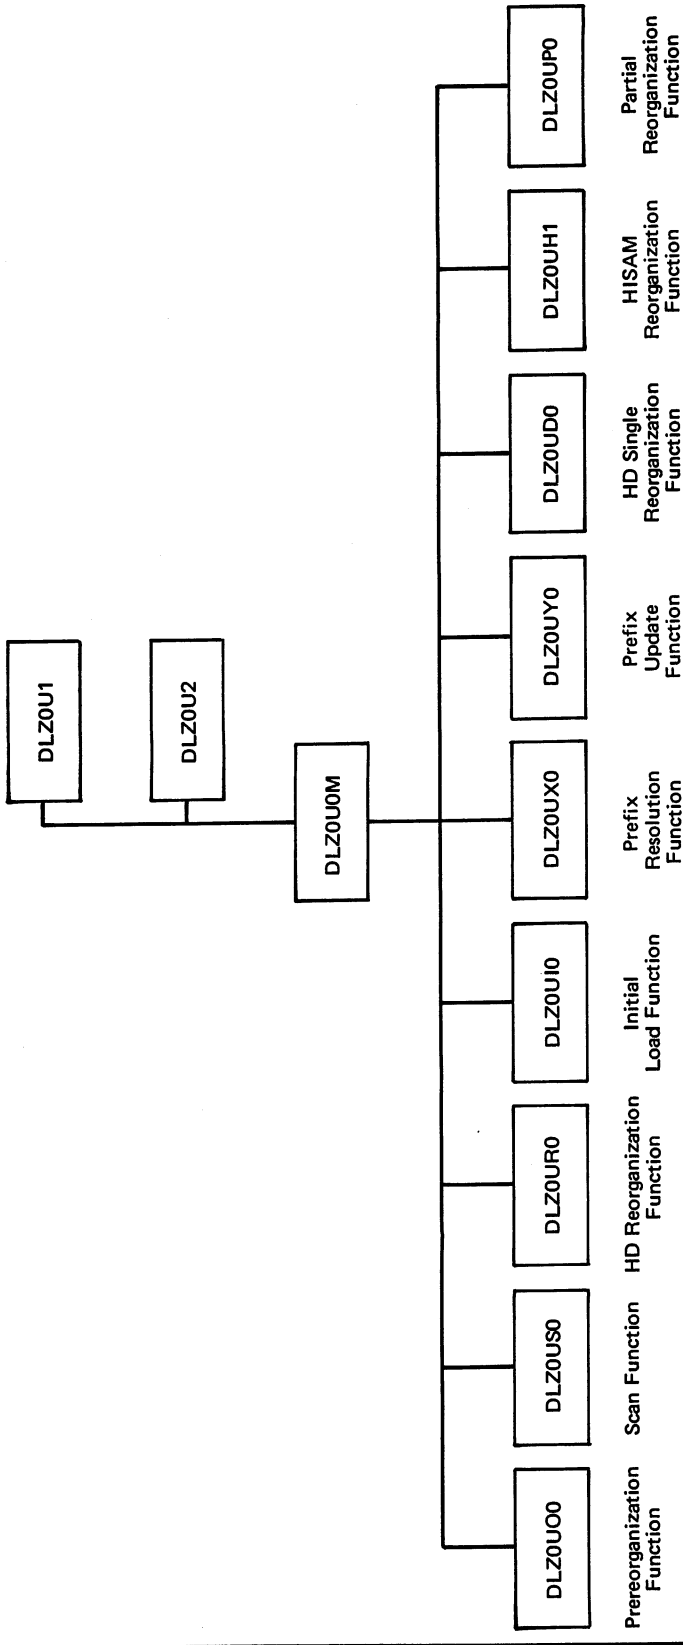 DLZ0U1
DLZ0U2
DLZ0U0M
DLZ0UO0
DLZ0US0
DLZ0UR0
DLZ0UI0
DLZ0UX0
DLZ0UY0
DLZ0UD0
DLZ0UH1
DLZ0UP0
Prereorganization
Function
Scan Function
HD Reorganization
Function
Initial
Load Function
Prefix
Resolution
Function
Prefix
Update
Function
HD Single
Reorganization
Function
HISAM
Reorganization
Function
Partial
Reorganization
Function